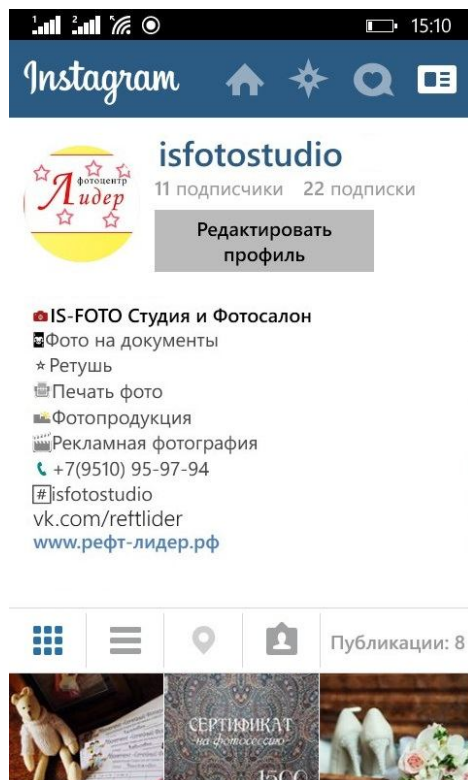 15:10
Instagram
фотоцентр
Лидер
isfotostudio
11 подписчики 22 подписки
Редактировать
профиль
IS-FOTO Студия и Фотосалон
Фото на документы
Ретушь
Печать фото
Фотопродукция
Рекламная фотография
+7(9510) 95-97-94
#isfotostudio
vk.com/reftlider
www.рефт-лидер.рф
Публикации: 8
СЕРТИФИКАТ
на фотосессию